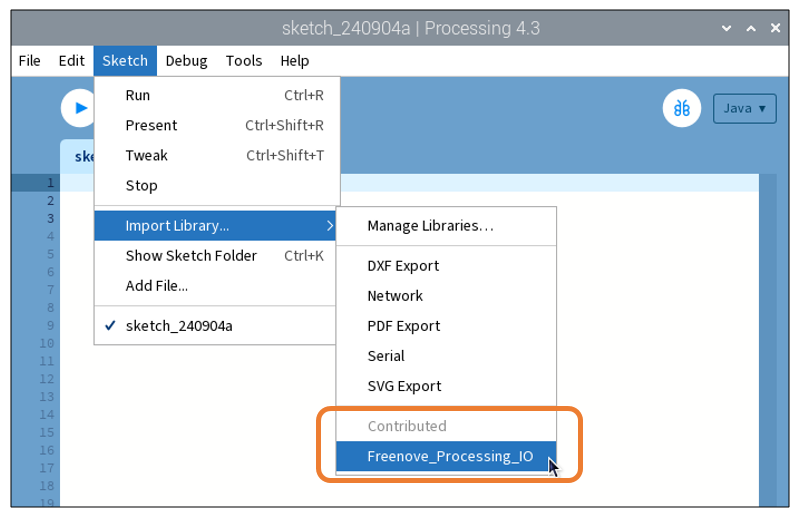 sketch_240904a | Processing 4.3
File Edit Sketch Debug Tools Help
Run Ctrl+R
Present Ctrl+Shift+R
Tweak Ctrl+Shift+T
Stop
Java ▾
ske
Import Library...
Show Sketch Folder Ctrl+K
Add File...
✓ sketch_240904a
Manage Libraries…
DXF Export
Network
PDF Export
Serial
SVG Export
Contributed
Freenove_Processing_IO
1
2
3
4
5
6
7
8
9
10
11
12
13
14
15
16
17
18
19